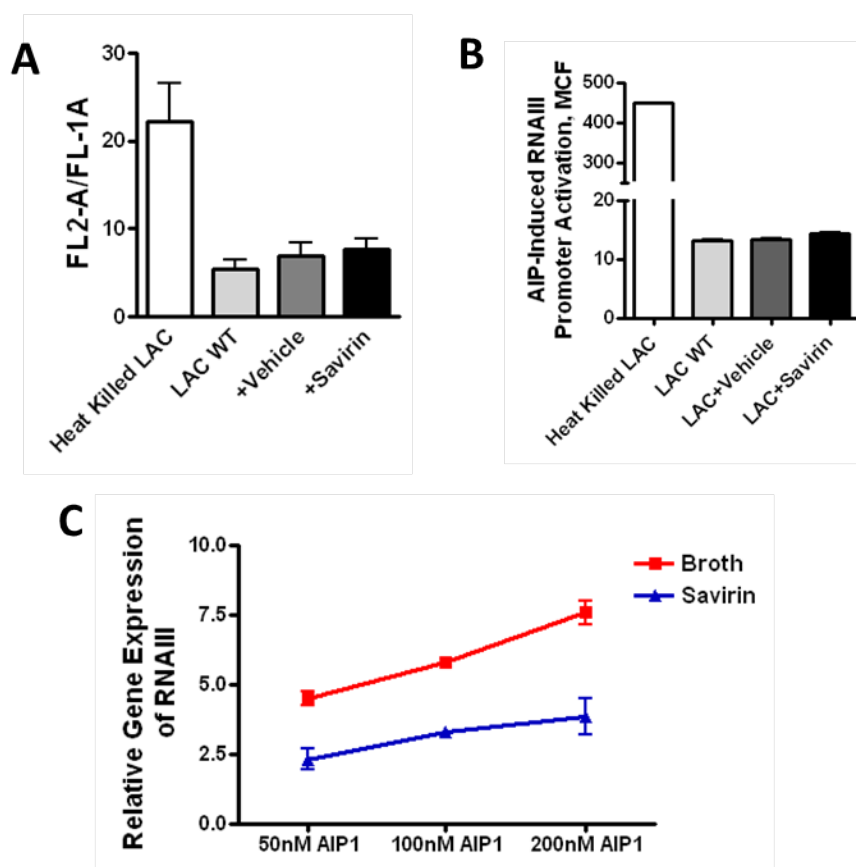 A
FL2-A/FL-1A
30
20
10
0
Heat Killed LAC
LAC WT
+Vehicle
+Savirin
B
AIP-Induced RNAIII
Promoter Activation, MCF
500
400
300
20
10
0
Heat Killed LAC
LAC WT
LAC+Vehicle
LAC+Savirin
C
Relative Gene Expression
of RNAIII
10.0
7.5
5.0
2.5
0.0
50nM AIP1
100nM AIP1
200nM AIP1
Broth
Savirin